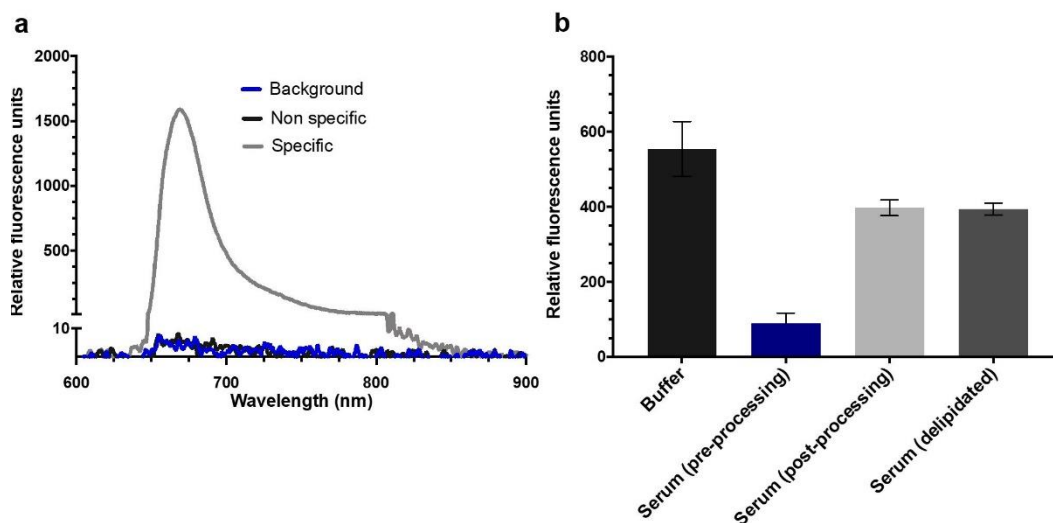 a
Relative fluorescence units
2000
1500
1000
500
10
Background
Non specific
Specific
600
700
800
900
Wavelength (nm)
b
Relative fluorescence units
800
600
400
200
0
Buffer
Serum (pre-processing)
Serum (post-processing)
Serum (delipidated)